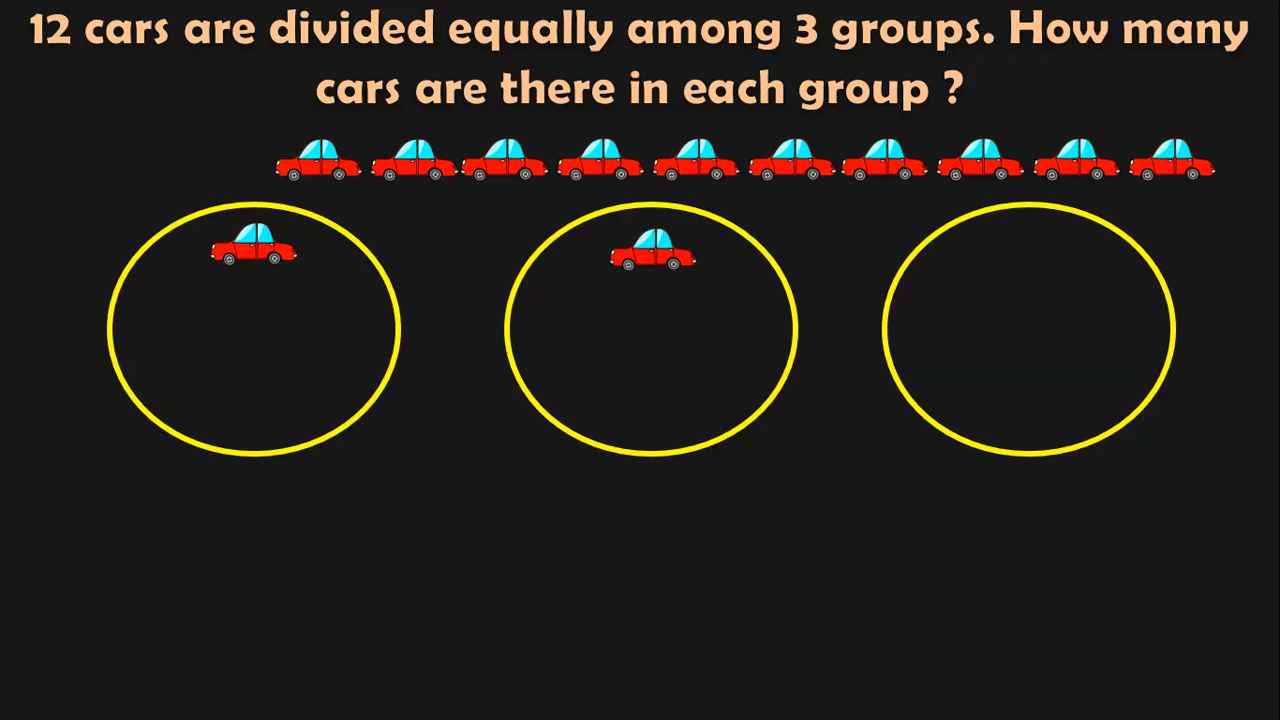 12 cars are divided equally among 3 groups. How many
cars are there in each group ?